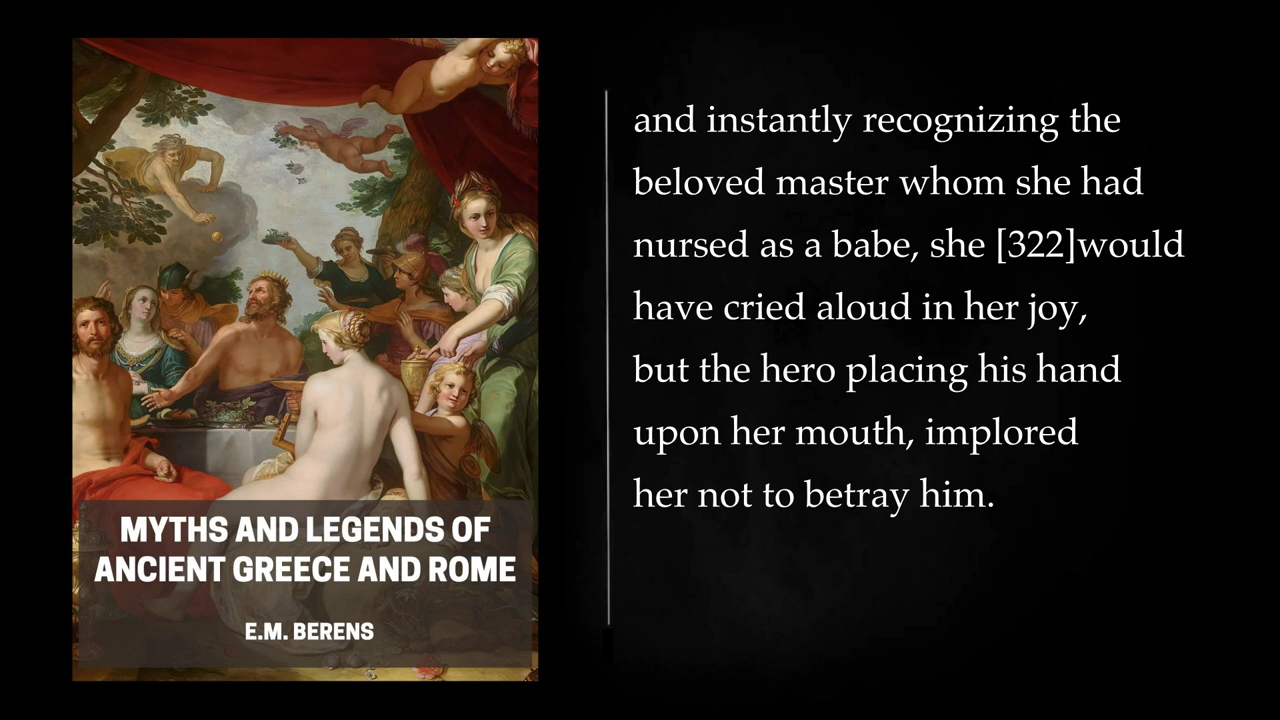 MYTHS AND LEGENDS OF
ANCIENT GREECE AND ROME
E.M. BERENS
and instantly recognizing the
beloved master whom she had
nursed as a babe, she [322]would
have cried aloud in her joy,
but the hero placing his hand
upon her mouth, implored
her not to betray him.